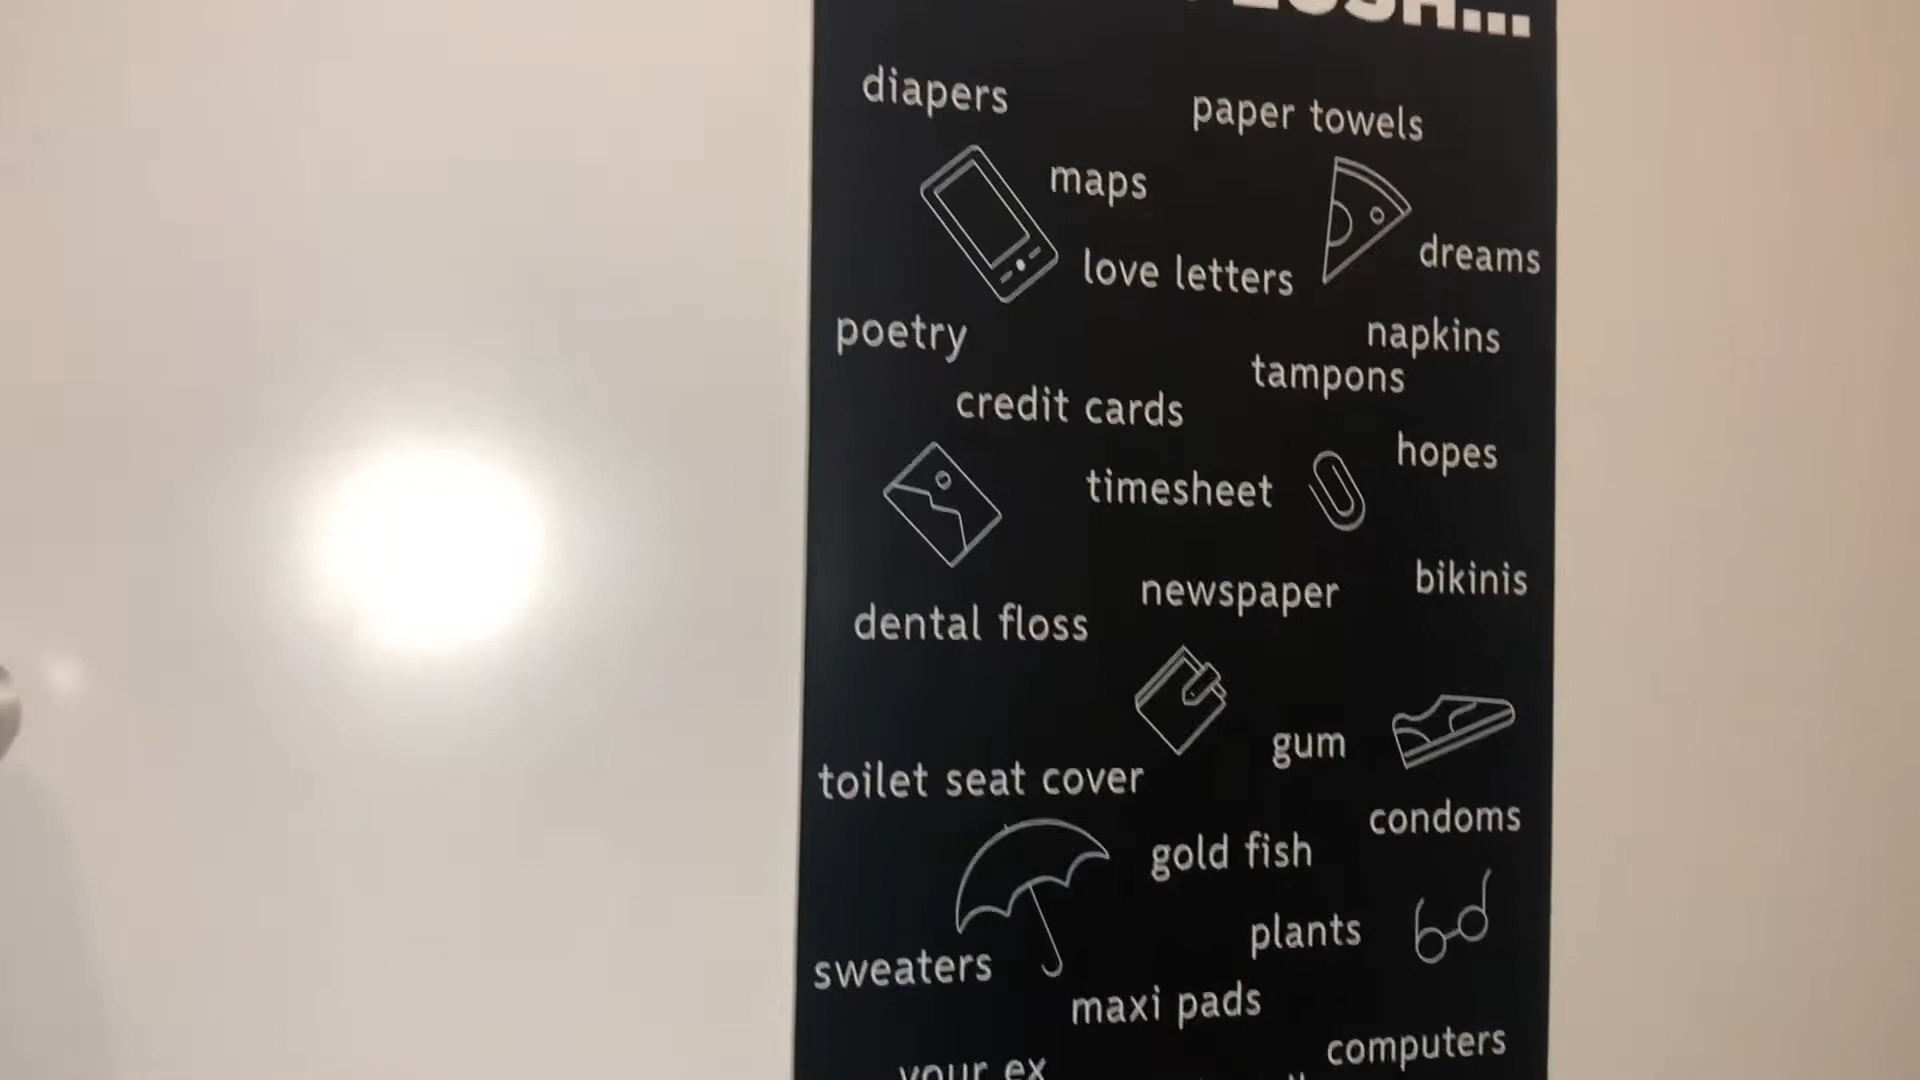 diapers
paper towels
maps
dreams
love letters
poetry
napkins
tampons
credit cards
hopes
timesheet
bikinis
newspaper
dental floss
gum
toilet seat cover
condoms
gold fish
plants
sweaters
maxi pads
computers
your ex